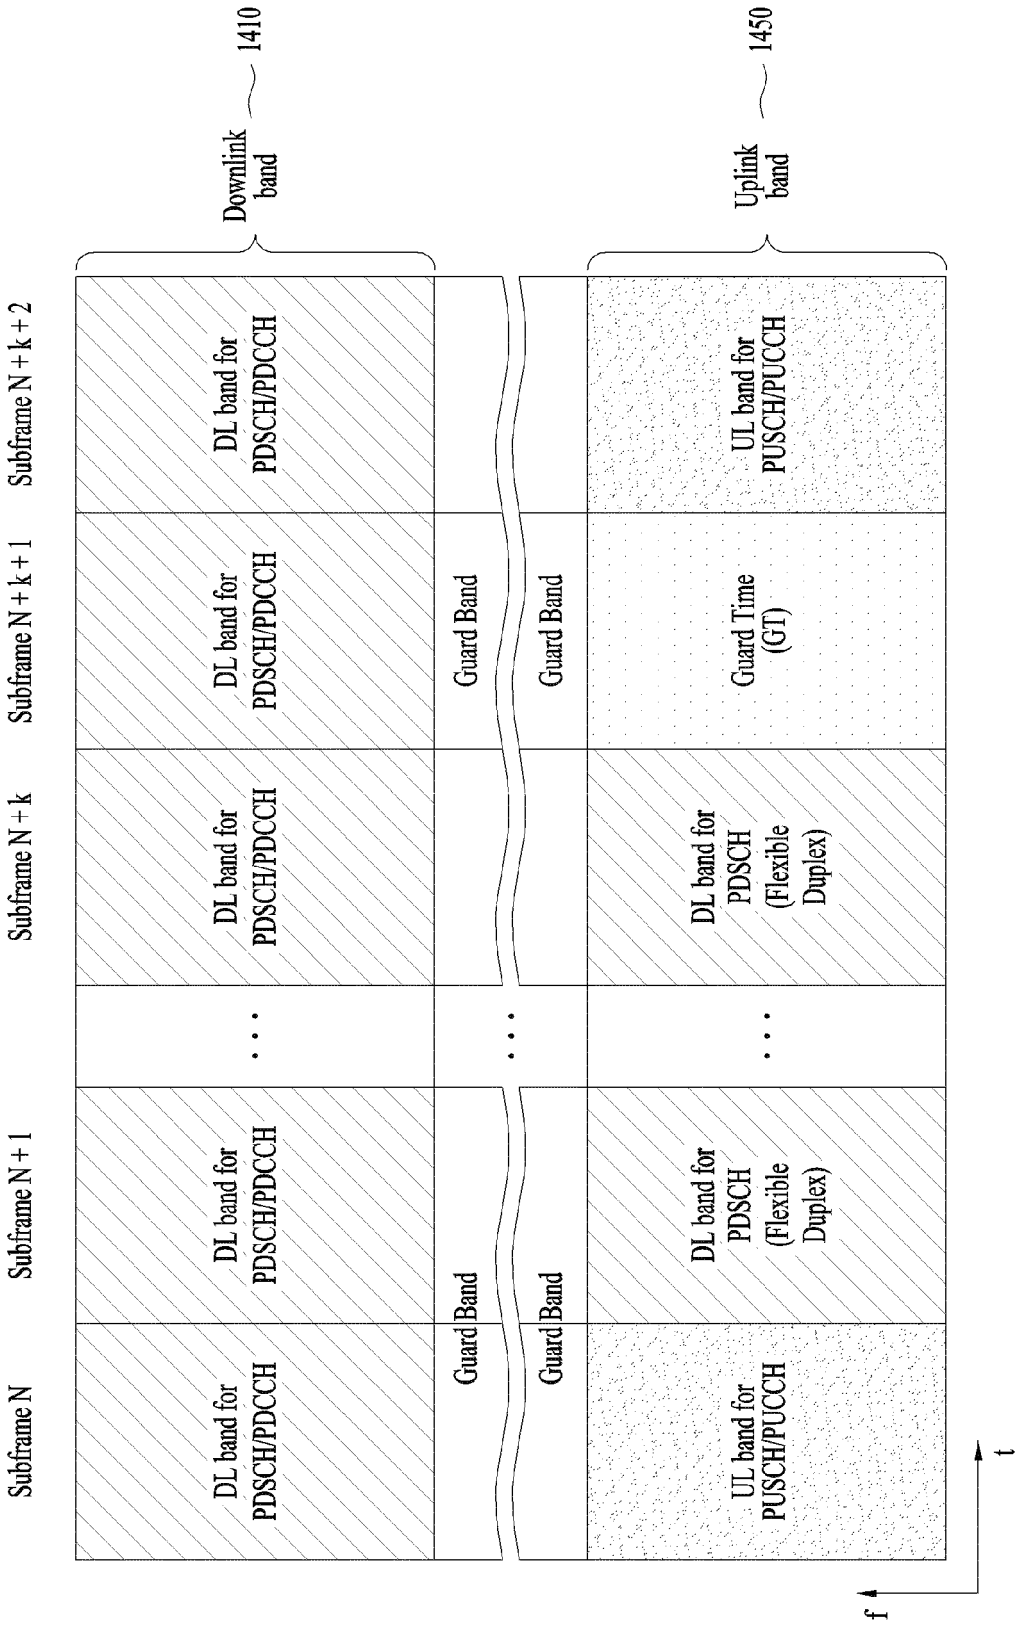 Subframe N
Subframe N + 1
Subframe N + k
Subframe N + k + 1
Subframe N + k + 2
DL band for
PDSCH/PDCCH
DL band for
PDSCH/PDCCH
...
DL band for
PDSCH/PDCCH
DL band for
PDSCH/PDCCH
DL band for
PDSCH/PDCCH
Downlink
band
1410
Guard Band
Guard Band
...
Guard Band
Guard Band
UL band for
PUSCH/PUCCH
DL band for
PDSCH
(Flexible
Duplex)
...
DL band for
PDSCH
(Flexible
Duplex)
Guard Time
(GT)
UL band for
PUSCH/PUCCH
Uplink
band
1450
f
t